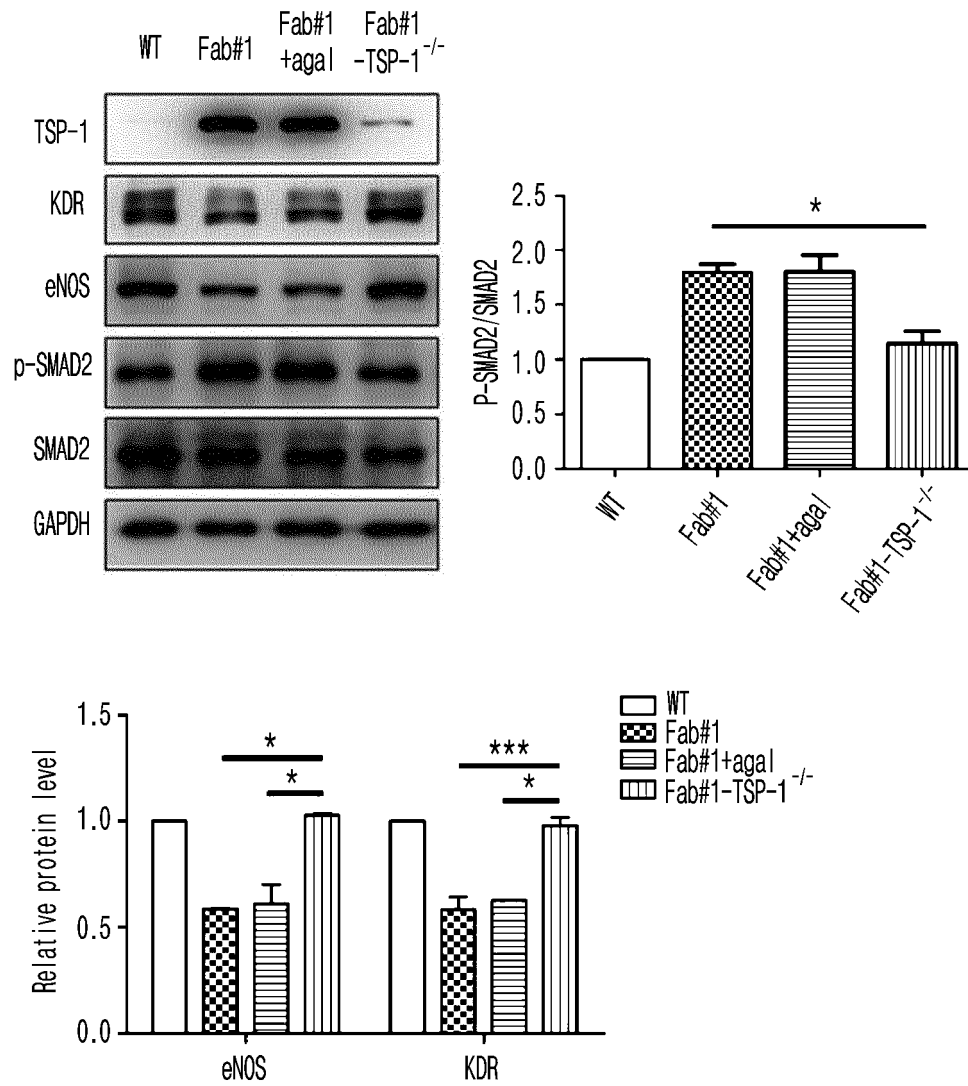 WT Fab#1 Fab#1 +agal Fab#1 -TSP-1-/-
TSP-1
KDR
eNOS
p-SMAD2
SMAD2
GAPDH
P-SMAD2/SMAD2
2.5
2.0
1.5
1.0
0.5
0.0
*
WT
Fab#1
Fab#1+agal
Fab#1-TSP-1-/-
Relative protein level
1.5
1.0
0.5
0.0
*
*
***
*
eNOS
KDR
WT
Fab#1
Fab#1+agal
Fab#1-TSP-1-/-